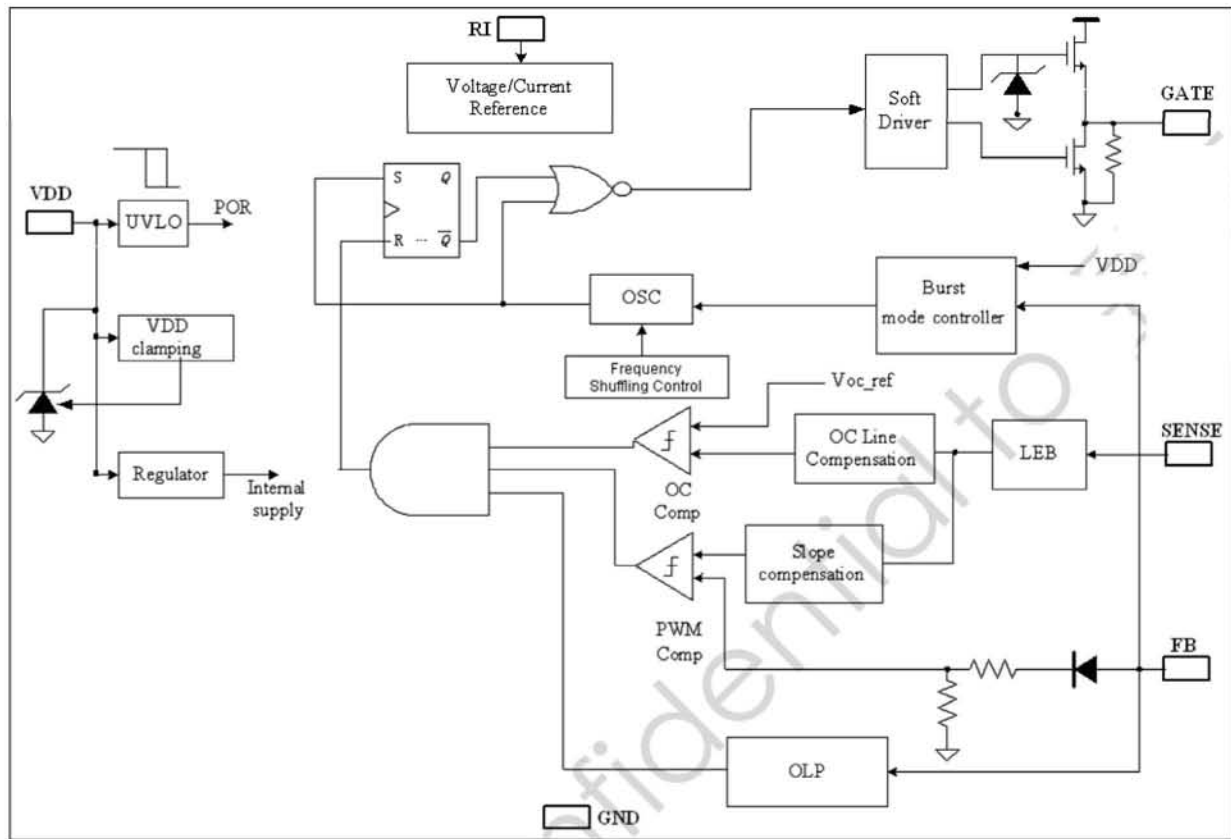 RI
Voltage/Current
Reference
Soft
Driver
GATE
S Q
R ... Q
VDD
UVLO
POR
VDD
clamping
Regulator
Internal
supply
OSC
Burst
mode controller
VDD
Frequency
Shuffling Control
Voc_ref
OC Line
Compensation
LEB
SENSE
OC
Comp
Slope
compensation
PWM
Comp
FB
OLP
GND
nfidential to